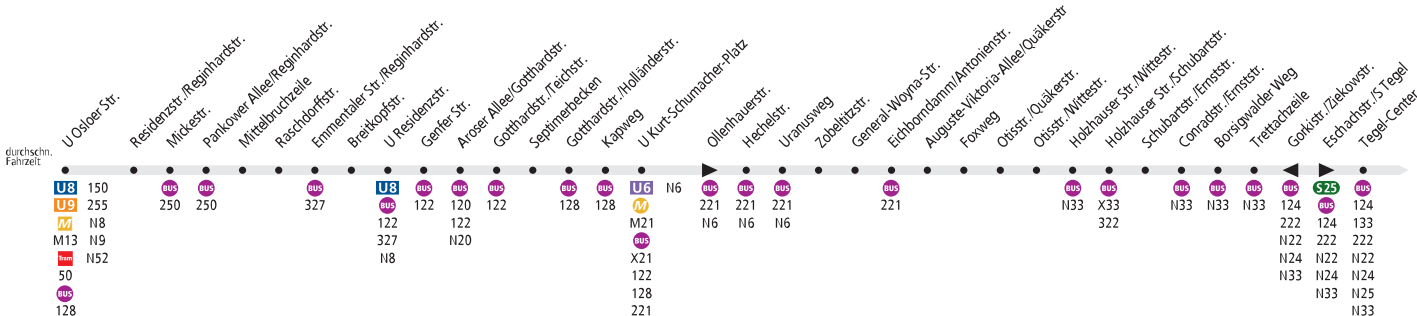 U Osloer Str.
Residenzstr./Reginhardstr.
Mickestr.
Pankower Allee/Reginhardstr.
Mittelbruchzeile
Raschdorffstr.
Emmentaler Str./Reginhardstr.
Breitkopfstr.
U Residenzstr.
Genfer Str.
Aroser Allee/Gotthardstr.
Gotthardstr./Teichstr.
Septimerbecken
Gotthardstr./Holländerstr.
Kapweg
U Kurt-Schumacher-Platz
Ollenhauerstr.
Hechelstr.
Uranusweg
Zobeltitzstr.
General-Woyna-Str.
Eichborndamm/Antonienstr.
Auguste-Viktoria-Allee/Quäkerstr
Foxweg
Otisstr./Quäkerstr.
Otisstr./Wittestr.
Holzhauser Str./Wittestr.
Holzhauser Str./Schubartstr.
Schubartstr./Ernststr.
Conradstr./Ernststr.
Borsigwalder Weg
Trettachzeile
Gorkistr./Ziekowstr.
Eschachstr./S Tegel
Tegel-Center
durchschn.
Fahrzeit
U8 150
U9 255
M N8
M13 N9
Tram N52
50
BUS
128
BUS
250
BUS
250
BUS
327
U8
BUS
122
327
N8
BUS
122
BUS
120
122
N20
BUS
122
BUS
128
BUS
128
U6 N6
M
M21
BUS
X21
122
128
221
BUS
221
N6
BUS
221
N6
BUS
221
N6
BUS
221
BUS
N33
BUS
X33
322
BUS
N33
BUS
N33
BUS
N33
BUS
124
222
N22
N24
N33
S25
BUS
124
222
N22
N24
N33
BUS
124
133
222
N22
N24
N25
N33